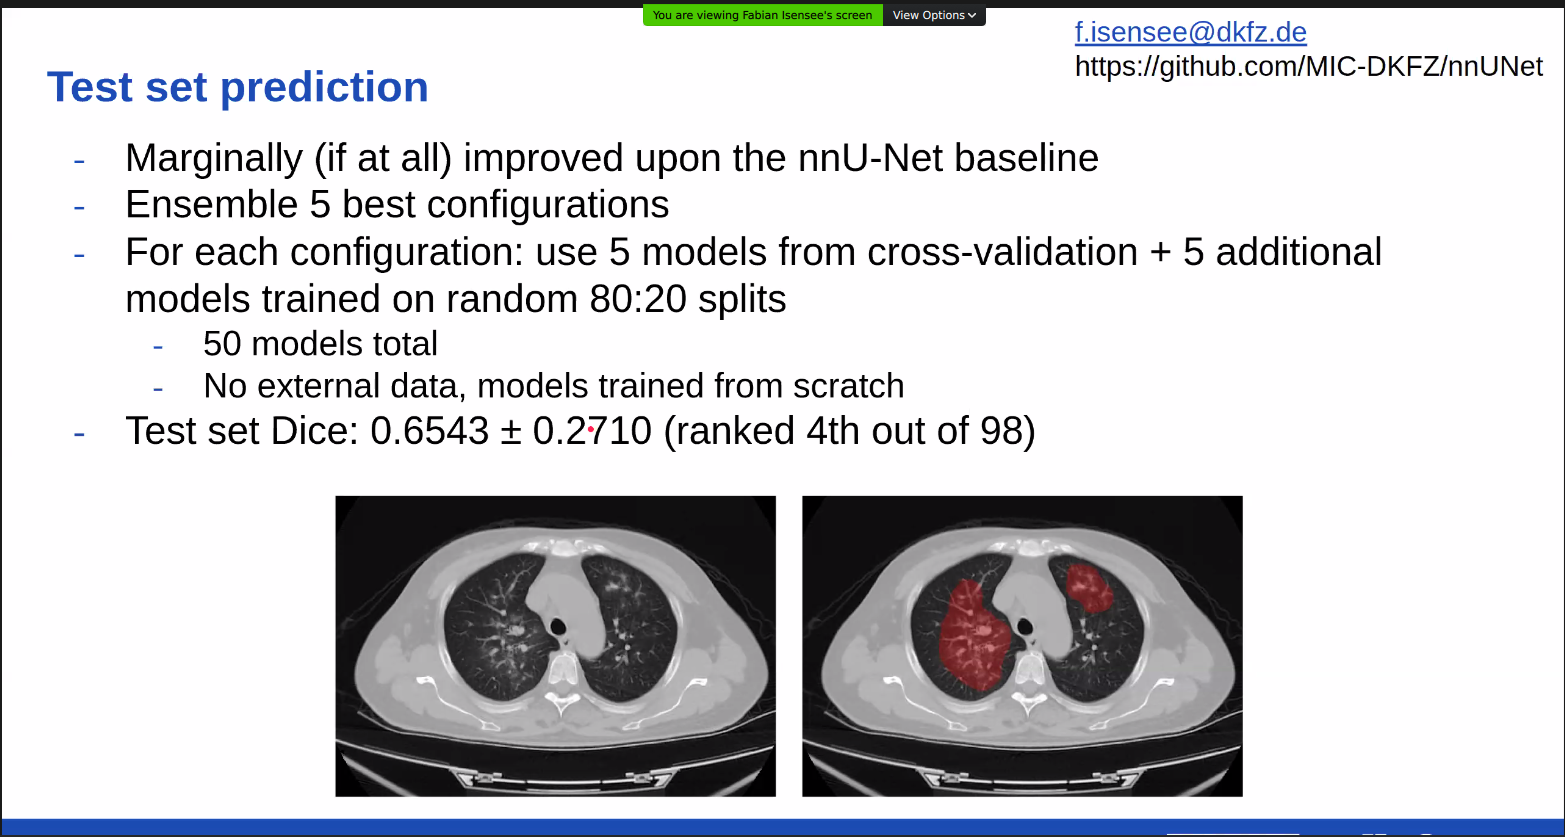 You are viewing Fabian Isensee's screen View Options
f.isensee@dkfz.de
https://github.com/MIC-DKFZ/nnUNet
Test set prediction
- Marginally (if at all) improved upon the nnU-Net baseline
- Ensemble 5 best configurations
- For each configuration: use 5 models from cross-validation + 5 additional
models trained on random 80:20 splits
- 50 models total
- No external data, models trained from scratch
- Test set Dice: 0.6543 ± 0.2710 (ranked 4th out of 98)